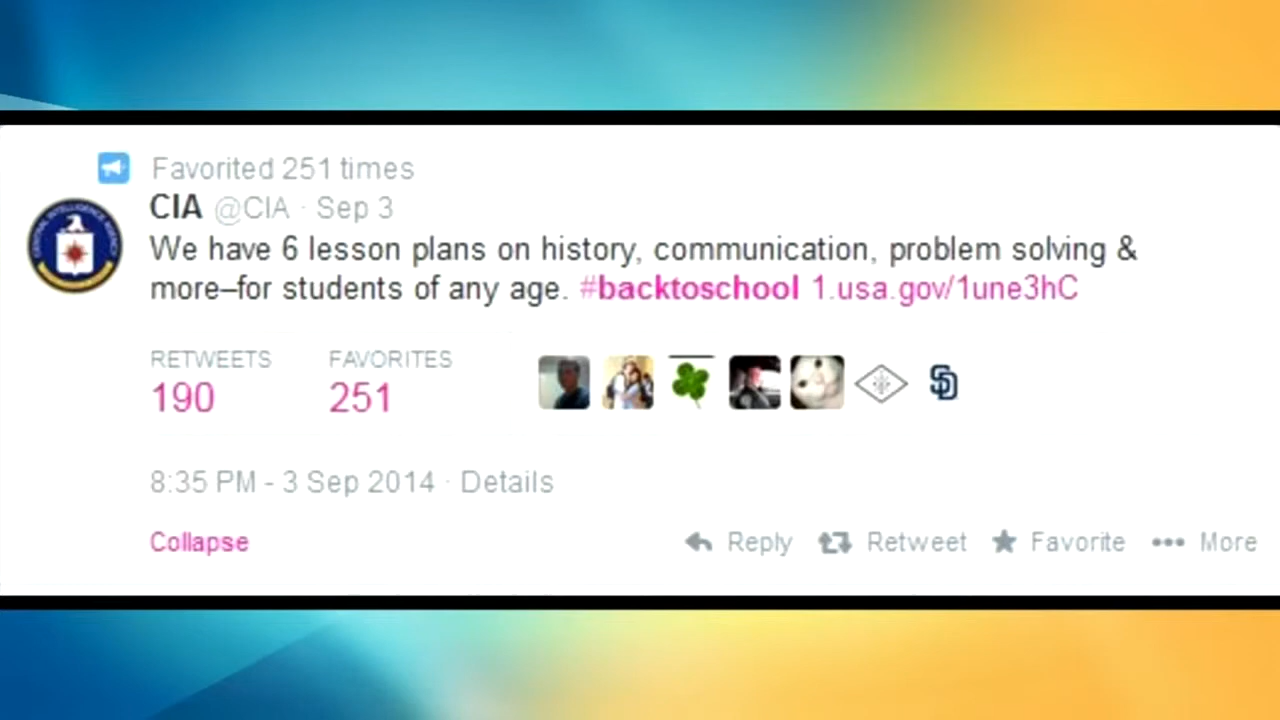 Favorited 251 times
CIA @CIA · Sep 3
We have 6 lesson plans on history, communication, problem solving &
more–for students of any age. #backtoschool 1.usa.gov/1une3hC
RETWEETS FAVORITES
190 251
SD
8:35 PM - 3 Sep 2014 · Details
Collapse Reply Retweet Favorite More